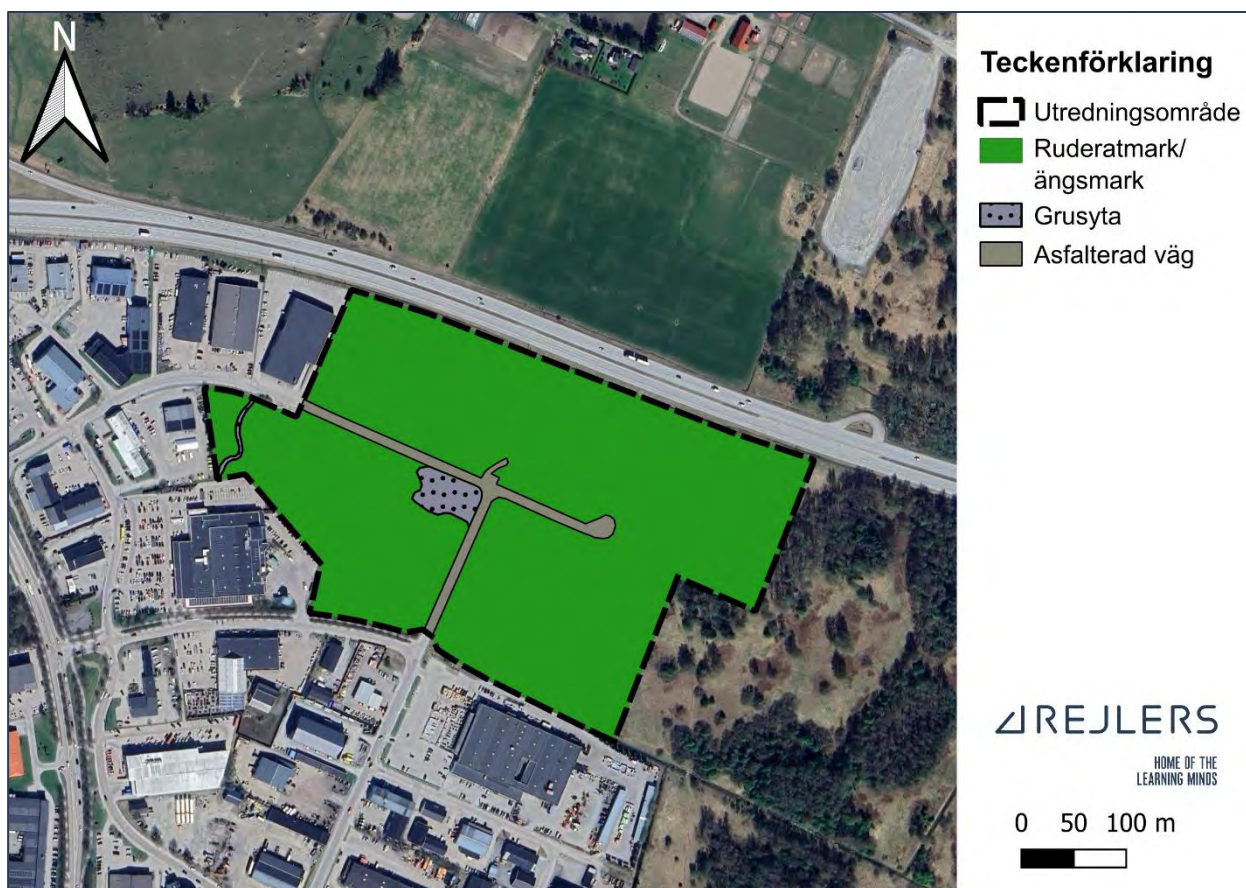 N
Teckenförklaring
Utredningsområde
Ruderatmark/
ängsmark
Grusyta
Asfalterad väg
REJLERS
HOME OF THE
LEARNING MINDS
0 50 100 m